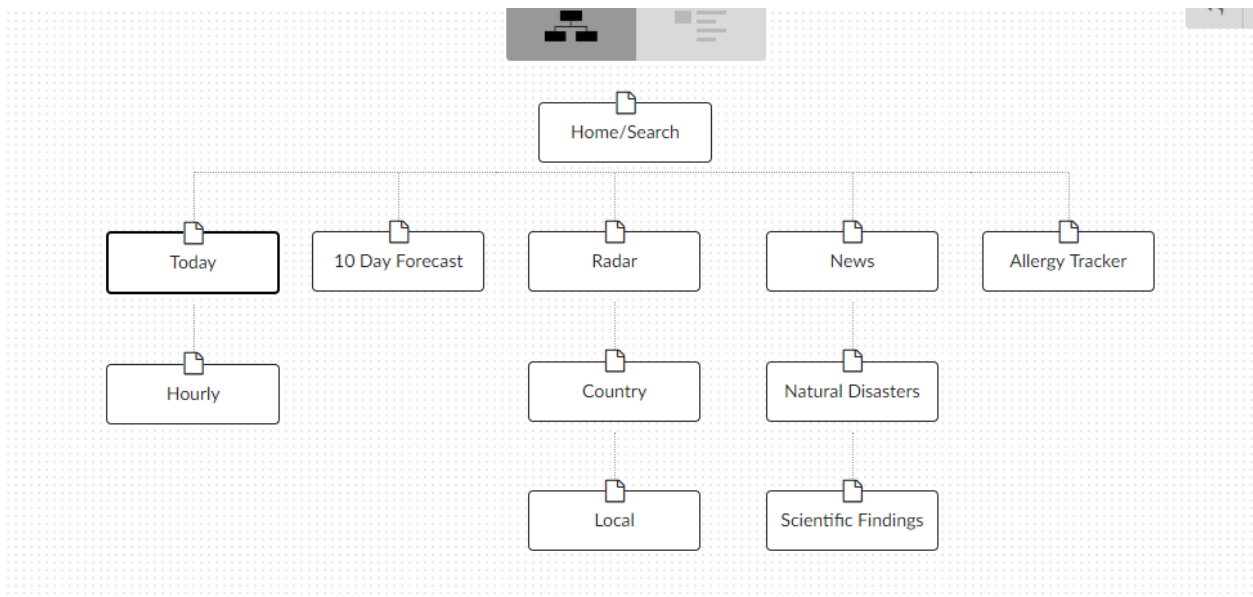 Home/Search
Today
10 Day Forecast
Radar
News
Allergy Tracker
Hourly
Country
Natural Disasters
Local
Scientific Findings